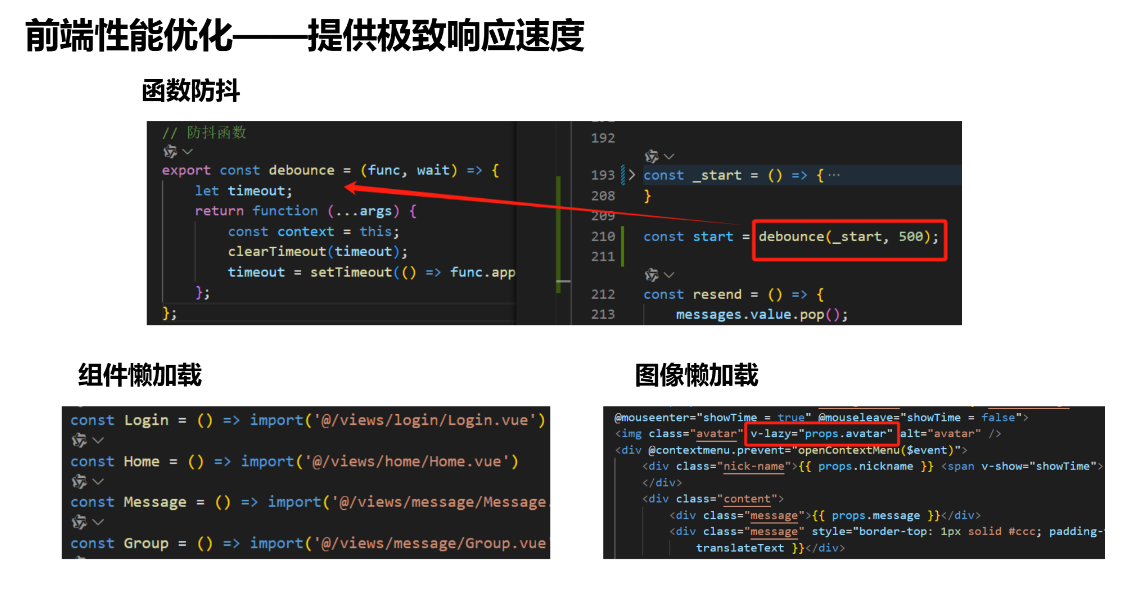 前端性能优化——提供极致响应速度
函数防抖
// 防抖函数
export const debounce = (func, wait) => {
let timeout;
return function (...args) {
const context = this;
clearTimeout(timeout);
timeout = setTimeout(() => func.app
};
};
192
193 const _start = () => { ...
208 }
209
210 const start = debounce(_start, 500);
211
212 const resend = () => {
213 messages.value.pop();
组件懒加载
const Login = () => import('@/views/login/Login.vue')
const Home = () => import('@/views/home/Home.vue')
const Message = () => import('@/views/message/Message.
const Group = () => import('@/views/message/Group.vue
图像懒加载
@mouseenter="showTime = true" @mouseleave="showTime = false">
<img class="avatar" v-lazy="props.avatar" alt="avatar" />
<div @contextmenu.prevent="openContextMenu($event)">
<div class="nick-name">{{ props.nickname }} <span v-show="showTime">
</div>
<div class="content">
<div class="message">{{ props.message }}</div>
<div class="message" style="border-top: 1px solid #ccc; padding-
translateText }}</div>